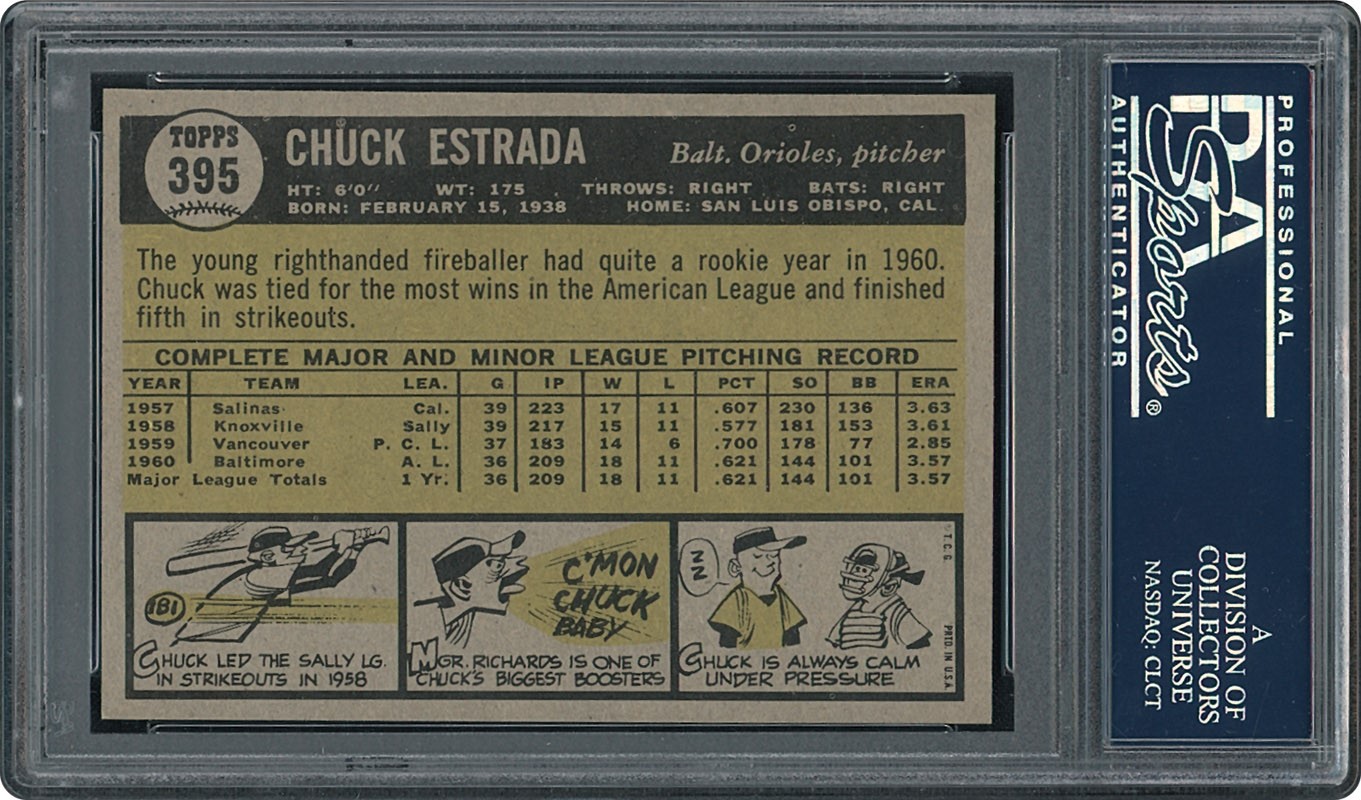 TOPPS
395
CHUCK ESTRADA
Balt. Orioles, pitcher
HT: 6'0" WT: 175 THROWS: RIGHT BATS: RIGHT
BORN: FEBRUARY 15, 1938 HOME: SAN LUIS OBISPO, CAL.
The young righthanded fireballer had quite a rookie year in 1960.
Chuck was tied for the most wins in the American League and finished
fifth in strikeouts.
COMPLETE MAJOR AND MINOR LEAGUE PITCHING RECORD
YEAR TEAM LEA. G IP W L PCT SO BB ERA
1957 Salinas Cal. 39 223 17 11 .607 230 136 3.63
1958 Knoxville Sally 39 217 15 11 .577 181 153 3.61
1959 Vancouver P. C. L. 37 183 14 6 .700 178 77 2.85
1960 Baltimore A. L. 36 209 18 11 .621 144 101 3.57
Major League Totals 1 Yr. 36 209 18 11 .621 144 101 3.57
181
CHUCK LED THE SALLY LG.
IN STRIKEOUTS IN 1958
C'MON
CHUCK
BABY
MGR. RICHARDS IS ONE OF
CHUCK'S BIGGEST BOOSTERS
ZZ
CHUCK IS ALWAYS CALM
UNDER PRESSURE
© T.C.G.
PRTD. IN U.S.A.
PROFESSIONAL
PSA
Sports®
AUTHENTICATOR
A
DIVISION OF
COLLECTORS
UNIVERSE
NASDAQ: CLCT